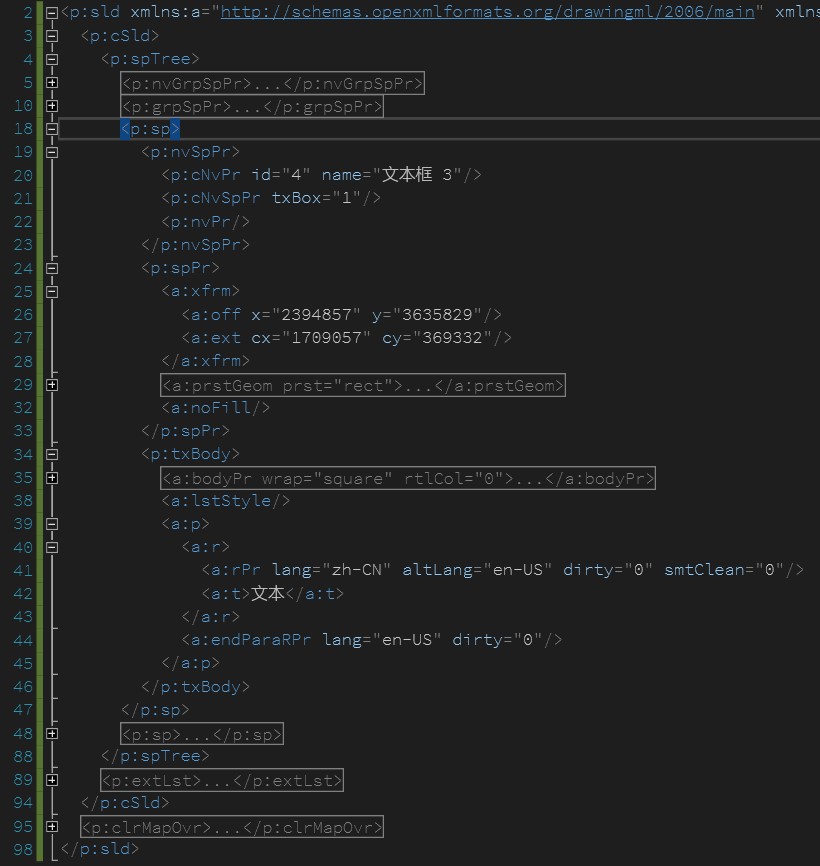 2 <p:sld xmlns:a="http://schemas.openxmlformats.org/drawingml/2006/main" xmlns
3 <p:cSld>
4 <p:spTree>
5 <p:nvGrpSpPr>...</p:nvGrpSpPr>
10 <p:grpSpPr>...</p:grpSpPr>
18 <p:sp>
19 <p:nvSpPr>
20 <p:cNvPr id="4" name="文本框 3"/>
21 <p:cNvSpPr txBox="1"/>
22 <p:nvPr/>
23 </p:nvSpPr>
24 <p:spPr>
25 <a:xfrm>
26 <a:off x="2394857" y="3635829"/>
27 <a:ext cx="1709057" cy="369332"/>
28 </a:xfrm>
29 <a:prstGeom prst="rect">...</a:prstGeom>
32 <a:noFill/>
33 </p:spPr>
34 <p:txBody>
35 <a:bodyPr wrap="square" rtlCol="0">...</a:bodyPr>
38 <a:lstStyle/>
39 <a:p>
40 <a:r>
41 <a:rPr lang="zh-CN" altLang="en-US" dirty="0" smtClean="0"/>
42 <a:t>文本</a:t>
43 </a:r>
44 <a:endParaRPr lang="en-US" dirty="0"/>
45 </a:p>
46 </p:txBody>
47 </p:sp>
48 <p:sp>...</p:sp>
88 </p:spTree>
89 <p:extLst>...</p:extLst>
94 </p:cSld>
95 <p:clrMapOvr>...</p:clrMapOvr>
98 </p:sld>